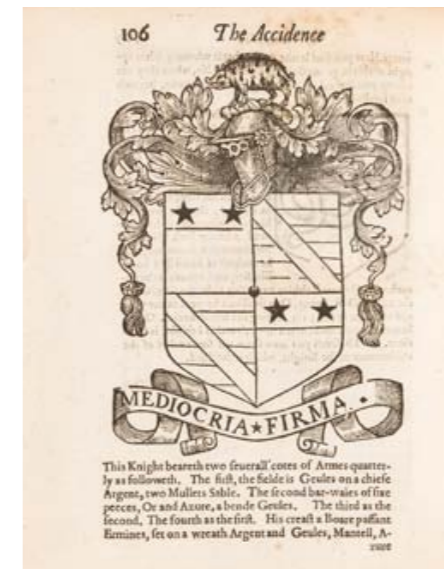 106 The Accidence
MEDIOCRIA★FIRMA.
This Knight beareth two seuerall cotes of Armes quarter-
ly as followeth. The first, the fielde is Geules on a chiefe
Argent, two Mullets Sable. The second bar-waies of sixe
peeces, Or and Azure, a bende Geules. The third as the
second. The fourth as the first. His creast a Boare passant
Ermines, set on a wreath Argent and Geules, Mantell, A-
zure